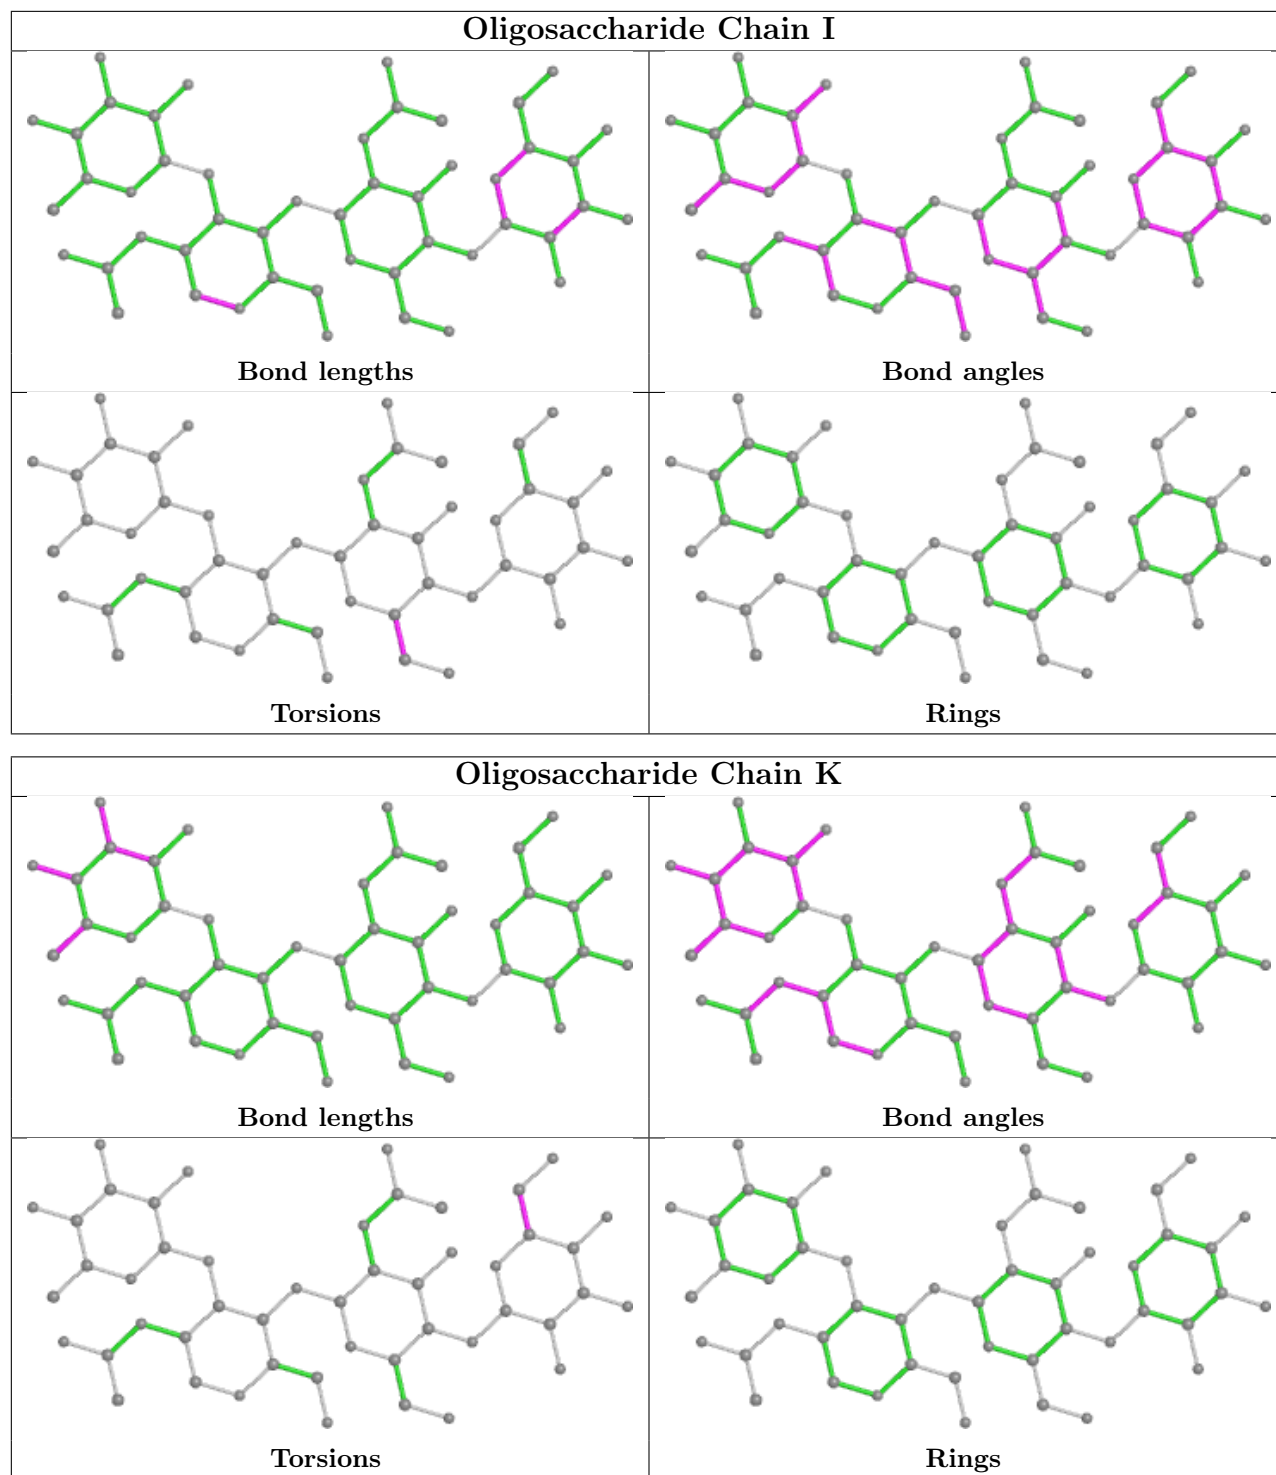 Oligosaccharide Chain I
Bond lengths
Bond angles
Torsions
Rings
Oligosaccharide Chain K
Bond lengths
Bond angles
Torsions
Rings